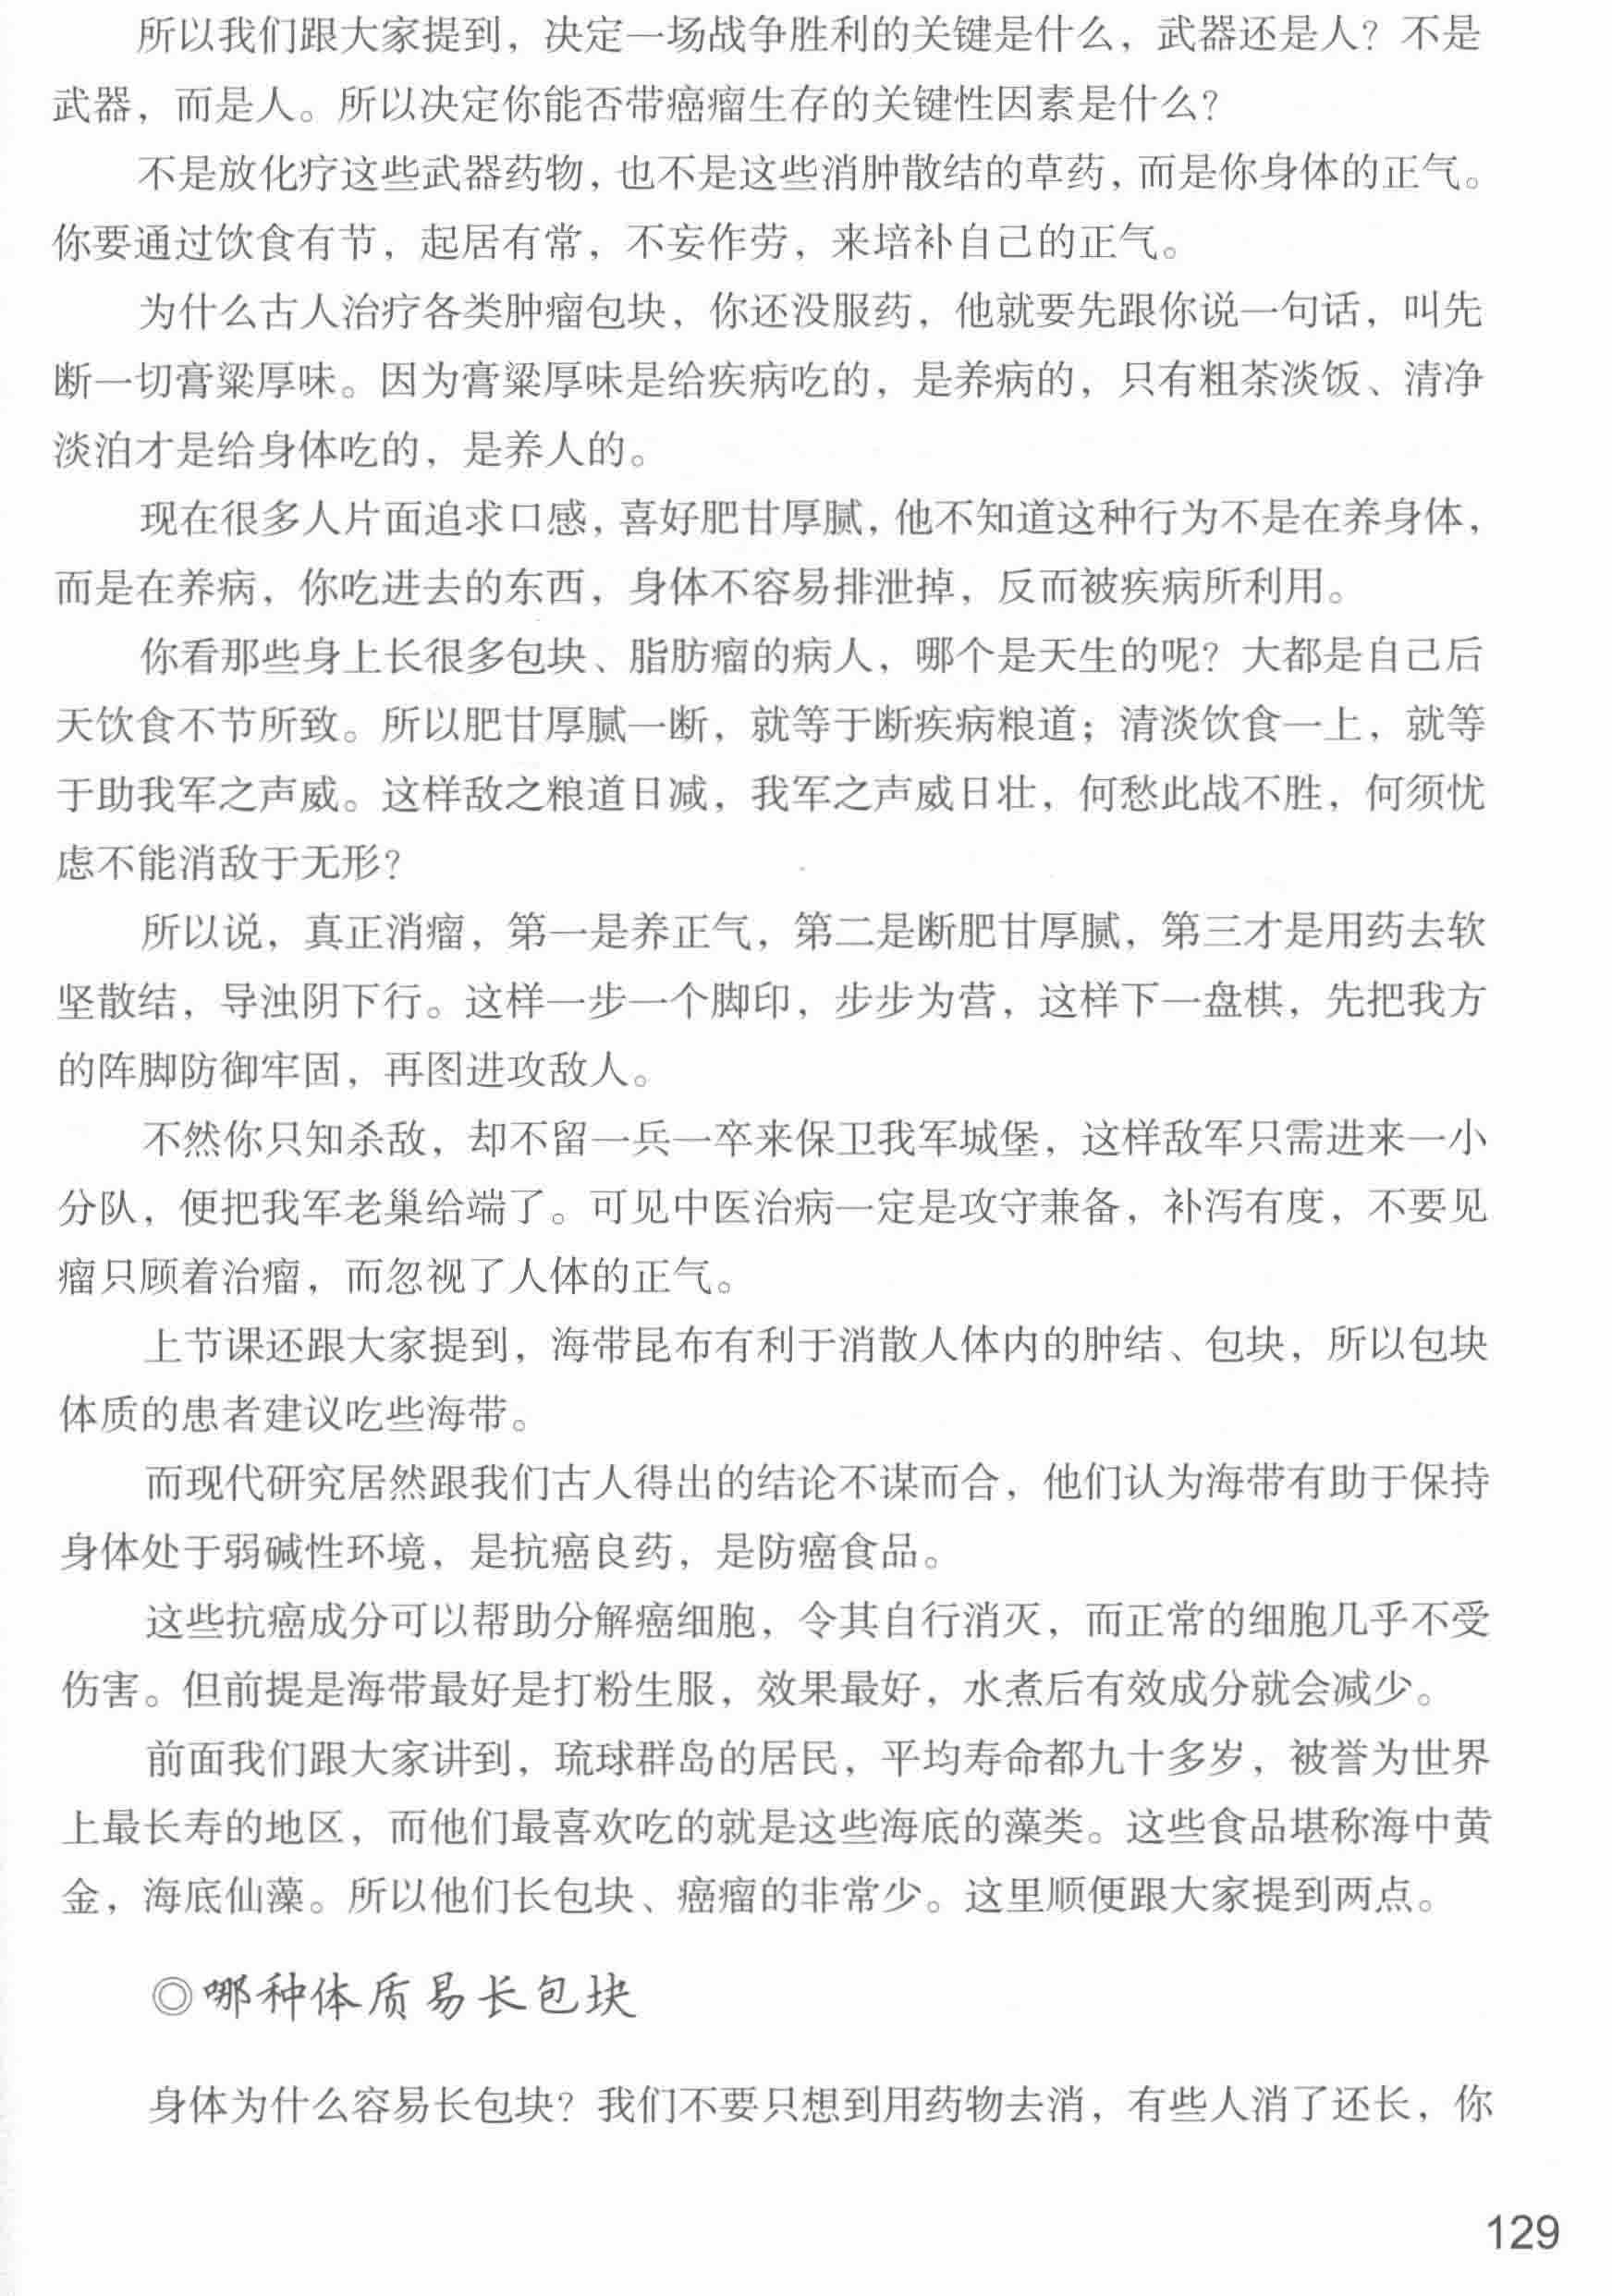 所以我们跟大家提到，决定一场战争胜利的关键是什么，武器还是人？不是
武器，而是人。所以决定你能否带癌瘤生存的关键性因素是什么？
不是放化疗这些武器药物，也不是这些消肿散结的草药，而是你身体的正气。
你要通过饮食有节，起居有常，不妄作劳，来培补自己的正气。
为什么古人治疗各类肿瘤包块，你还没服药，他就要先跟你说一句话，叫先
断一切膏粱厚味。因为膏粱厚味是给疾病吃的，是养病的，只有粗茶淡饭、清净
淡泊才是给身体吃的，是养人的。
现在很多人片面追求口感，喜好肥甘厚腻，他不知道这种行为不是在养身体，
而是在养病，你吃进去的东西，身体不容易排泄掉，反而被疾病所利用。
你看那些身上长很多包块、脂肪瘤的病人，哪个是天生的呢？大都是自己后
天饮食不节所致。所以肥甘厚腻一断，就等于断疾病粮道；清淡饮食一上，就等
于助我军之声威。这样敌之粮道日减，我军之声威日壮，何愁此战不胜，何须忧
虑不能消敌于无形？
所以说，真正消瘤，第一是养正气，第二是断肥甘厚腻，第三才是用药去软
坚散结，导浊阴下行。这样一步一个脚印，步步为营，这样下一盘棋，先把我方
的阵脚防御牢固，再图进攻敌人。
不然你只知杀敌，却不留一兵一卒来保卫我军城堡，这样敌军只需进来一小
分队，便把我军老巢给端了。可见中医治病一定是攻守兼备，补泻有度，不要见
瘤只顾着治瘤，而忽视了人体的正气。
上节课还跟大家提到，海带昆布有利于消散人体内的肿结、包块，所以包块
体质的患者建议吃些海带。
而现代研究居然跟我们古人得出的结论不谋而合，他们认为海带有助于保持
身体处于弱碱性环境，是抗癌良药，是防癌食品。
这些抗癌成分可以帮助分解癌细胞，令其自行消灭，而正常的细胞几乎不受
伤害。但前提是海带最好是打粉生服，效果最好，水煮后有效成分就会减少。
前面我们跟大家讲到，琉球群岛的居民，平均寿命都九十多岁，被誉为世界
上最长寿的地区，而他们最喜欢吃的就是这些海底的藻类。这些食品堪称海中黄
金，海底仙藻。所以他们长包块、癌瘤的非常少。这里顺便跟大家提到两点。
◎哪种体质易长包块
身体为什么容易长包块？我们不要只想到用药物去消，有些人消了还长，你
129